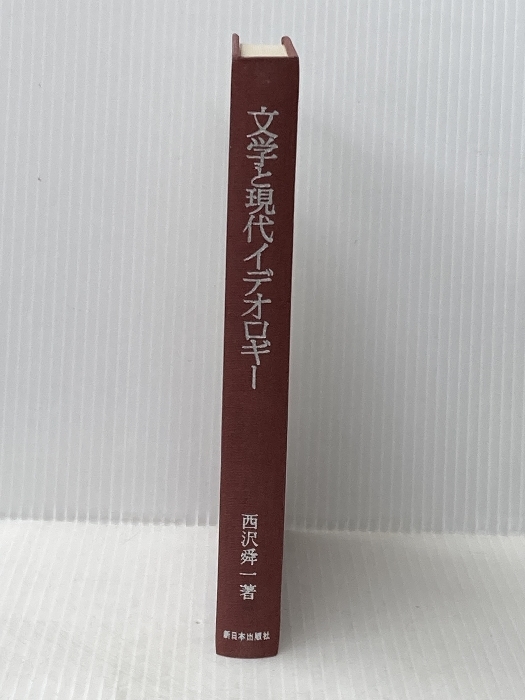 文学と現代イデオロギー
西沢舜一著
新日本出版社